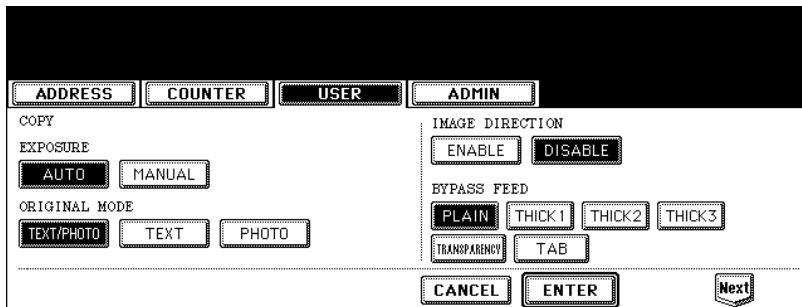 ADDRESS COUNTER USER ADMIN
COPY
EXPOSURE
AUTO MANUAL
ORIGINAL MODE
TEXT/PHOTO TEXT PHOTO
IMAGE DIRECTION
ENABLE DISABLE
BYPASS FEED
PLAIN THICK1 THICK2 THICK3
TRANSPARENCY TAB
CANCEL ENTER Next